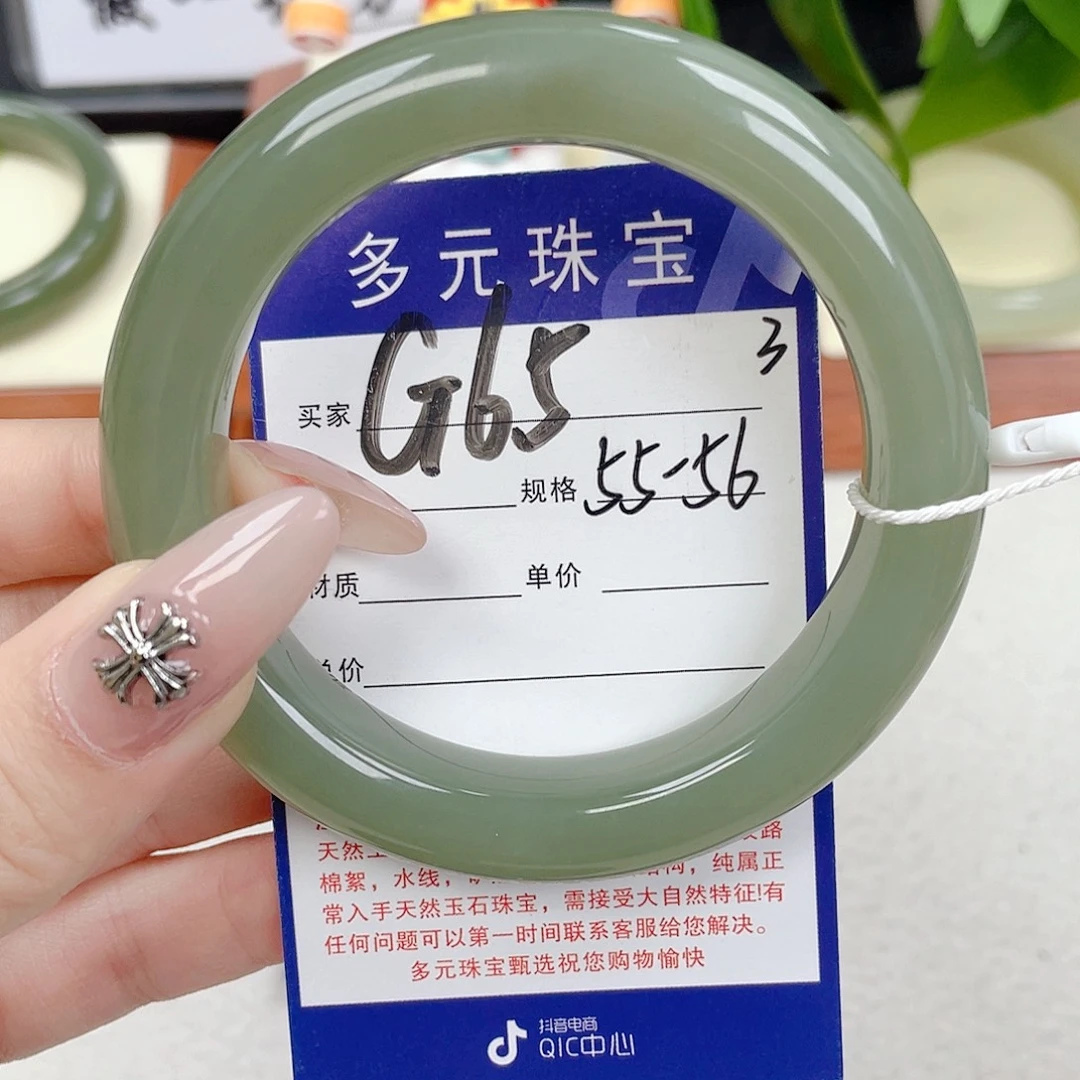 多元珠宝
3
买家 G65
规格 55-56
材质 单价
单价
天然
棉絮，水线，
纯属正
常入手天然玉石珠宝，需接受大自然特征!有
任何问题可以第一时间联系客服给您解决。
多元珠宝甄选祝您购物愉快
抖音电商
QIC中心